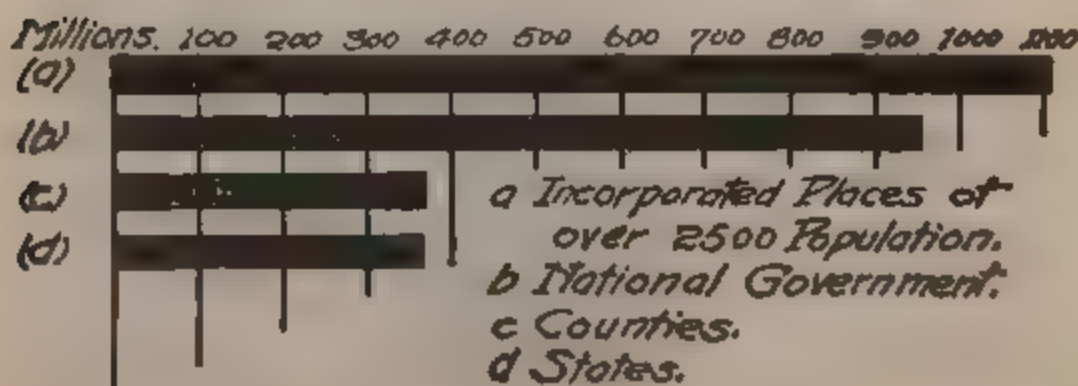 Millions. 100 200 300 400 500 600 700 800 900 1000 1100
(a)
(b)
(c)
(d)
a Incorporated Places of
over 2500 Population.
b National Government.
c Counties.
d States.